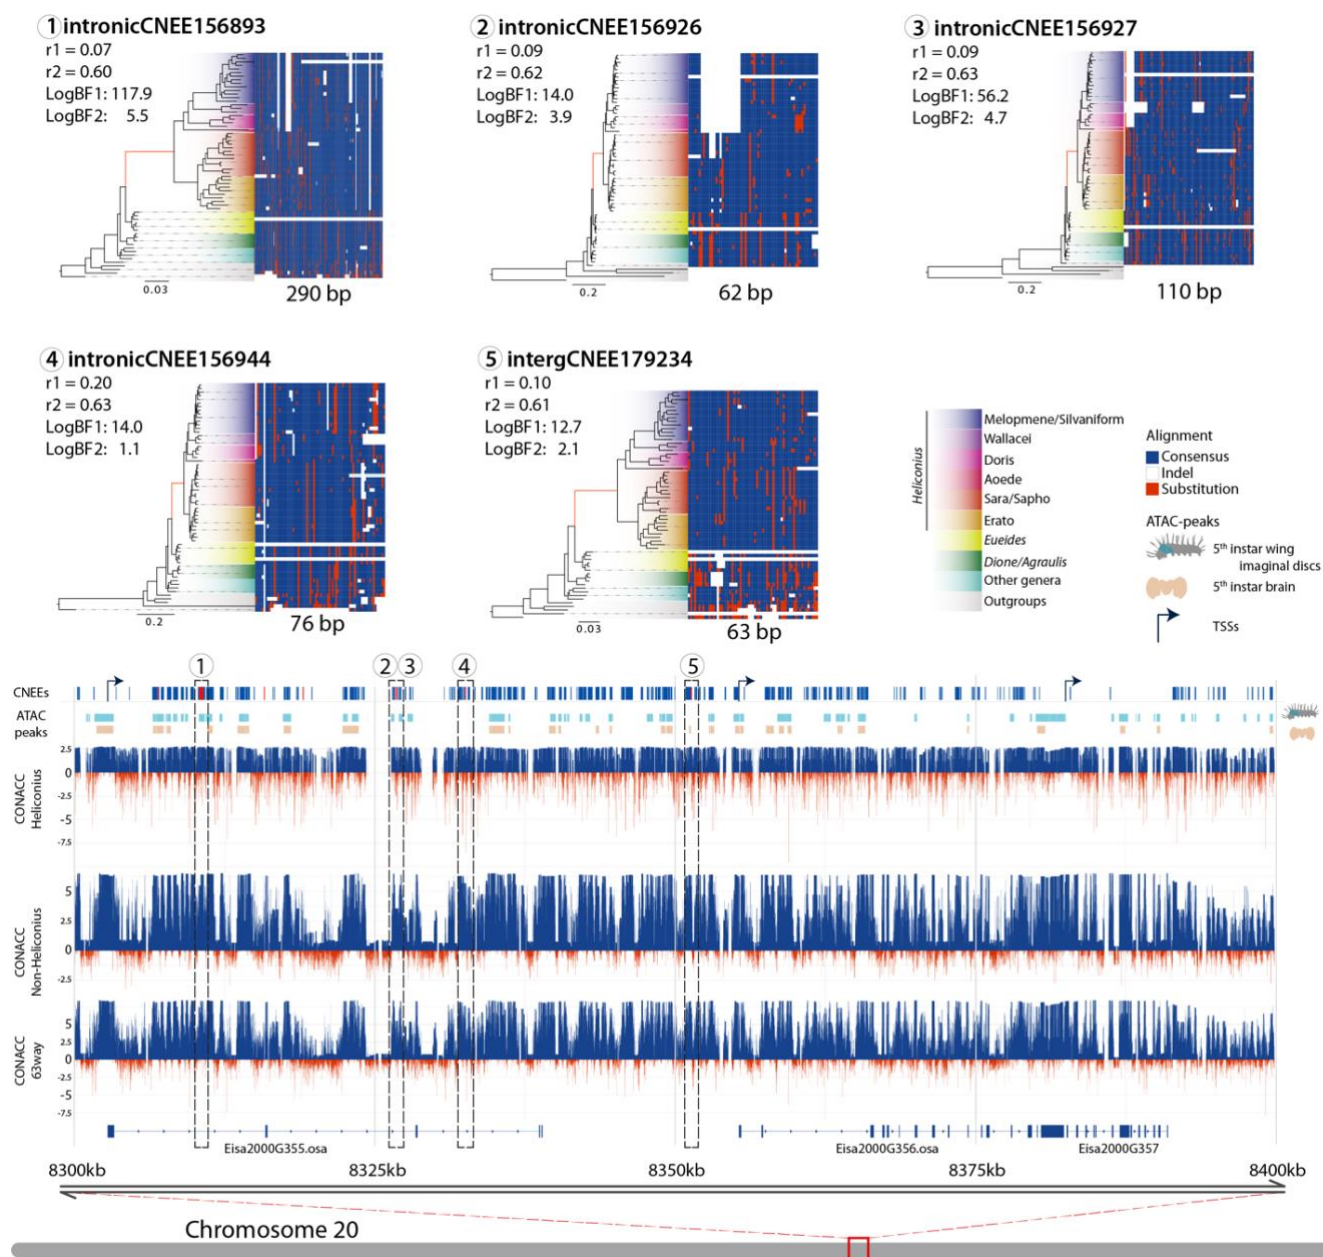 1 intronicCNEE156893
r1 = 0.07
r2 = 0.60
LogBF1: 117.9
LogBF2: 5.5
0.03
290 bp
2 intronicCNEE156926
r1 = 0.09
r2 = 0.62
LogBF1: 14.0
LogBF2: 3.9
0.2
62 bp
3 intronicCNEE156927
r1 = 0.09
r2 = 0.63
LogBF1: 56.2
LogBF2: 4.7
0.2
110 bp
4 intronicCNEE156944
r1 = 0.20
r2 = 0.63
LogBF1: 14.0
LogBF2: 1.1
0.2
76 bp
5 intergCNEE179234
r1 = 0.10
r2 = 0.61
LogBF1: 12.7
LogBF2: 2.1
0.03
63 bp
Heliconius
Melopmene/Silvaniform
Wallacei
Doris
Aoede
Sara/Sapho
Erato
Eueides
Dione/Agraulis
Other genera
Outgroups
Alignment
Consensus
Indel
Substitution
ATAC-peaks
5th instar wing
imaginal discs
5th instar brain
TSSs
1 2 3 4 5
CNEEs
ATAC
peaks
CONACC
Heliconius
2.5
0
-2.5
-5
-7.5
CONACC
Non-Heliconius
5
2.5
0
-2.5
CONACC
63way
5
2.5
0
-2.5
-5
-7.5
Eisa2000G355.osa
Eisa2000G356.osa
Eisa2000G357
8300kb
8325kb
8350kb
8375kb
8400kb
Chromosome 20